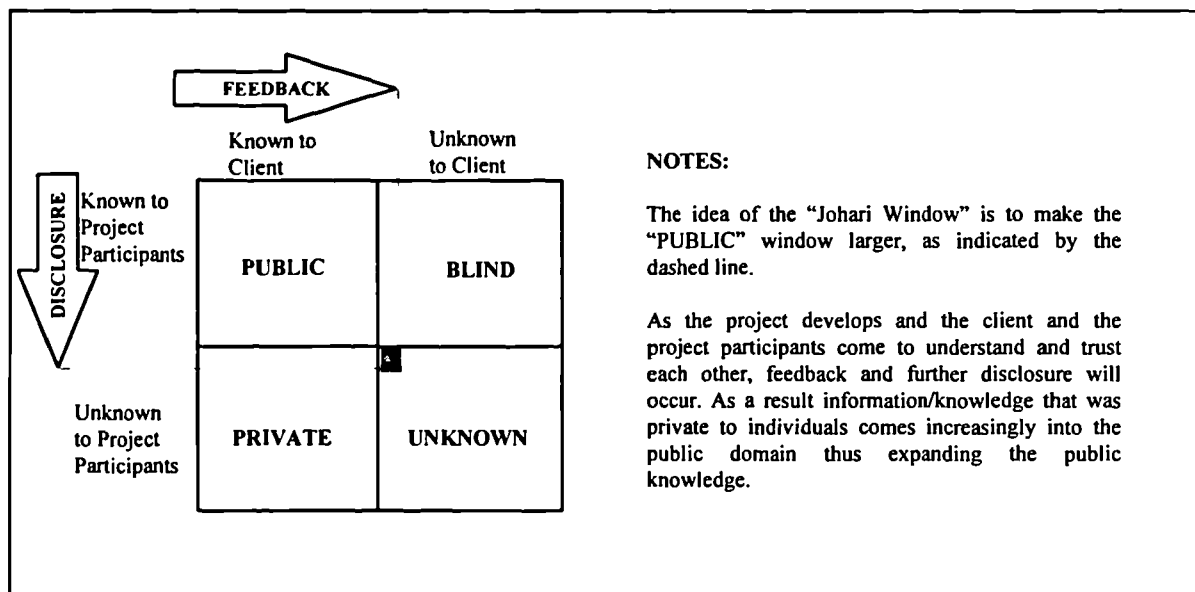 FEEDBACK
Known to
Client
Unknown
to Client
DISCLOSURE
Known to
Project
Participants
PUBLIC
BLIND
Unknown
to Project
Participants
PRIVATE
UNKNOWN
NOTES:
The idea of the “Johari Window” is to make the
“PUBLIC” window larger, as indicated by the
dashed line.
As the project develops and the client and the
project participants come to understand and trust
each other, feedback and further disclosure will
occur. As a result information/knowledge that was
private to individuals comes increasingly into the
public domain thus expanding the public
knowledge.